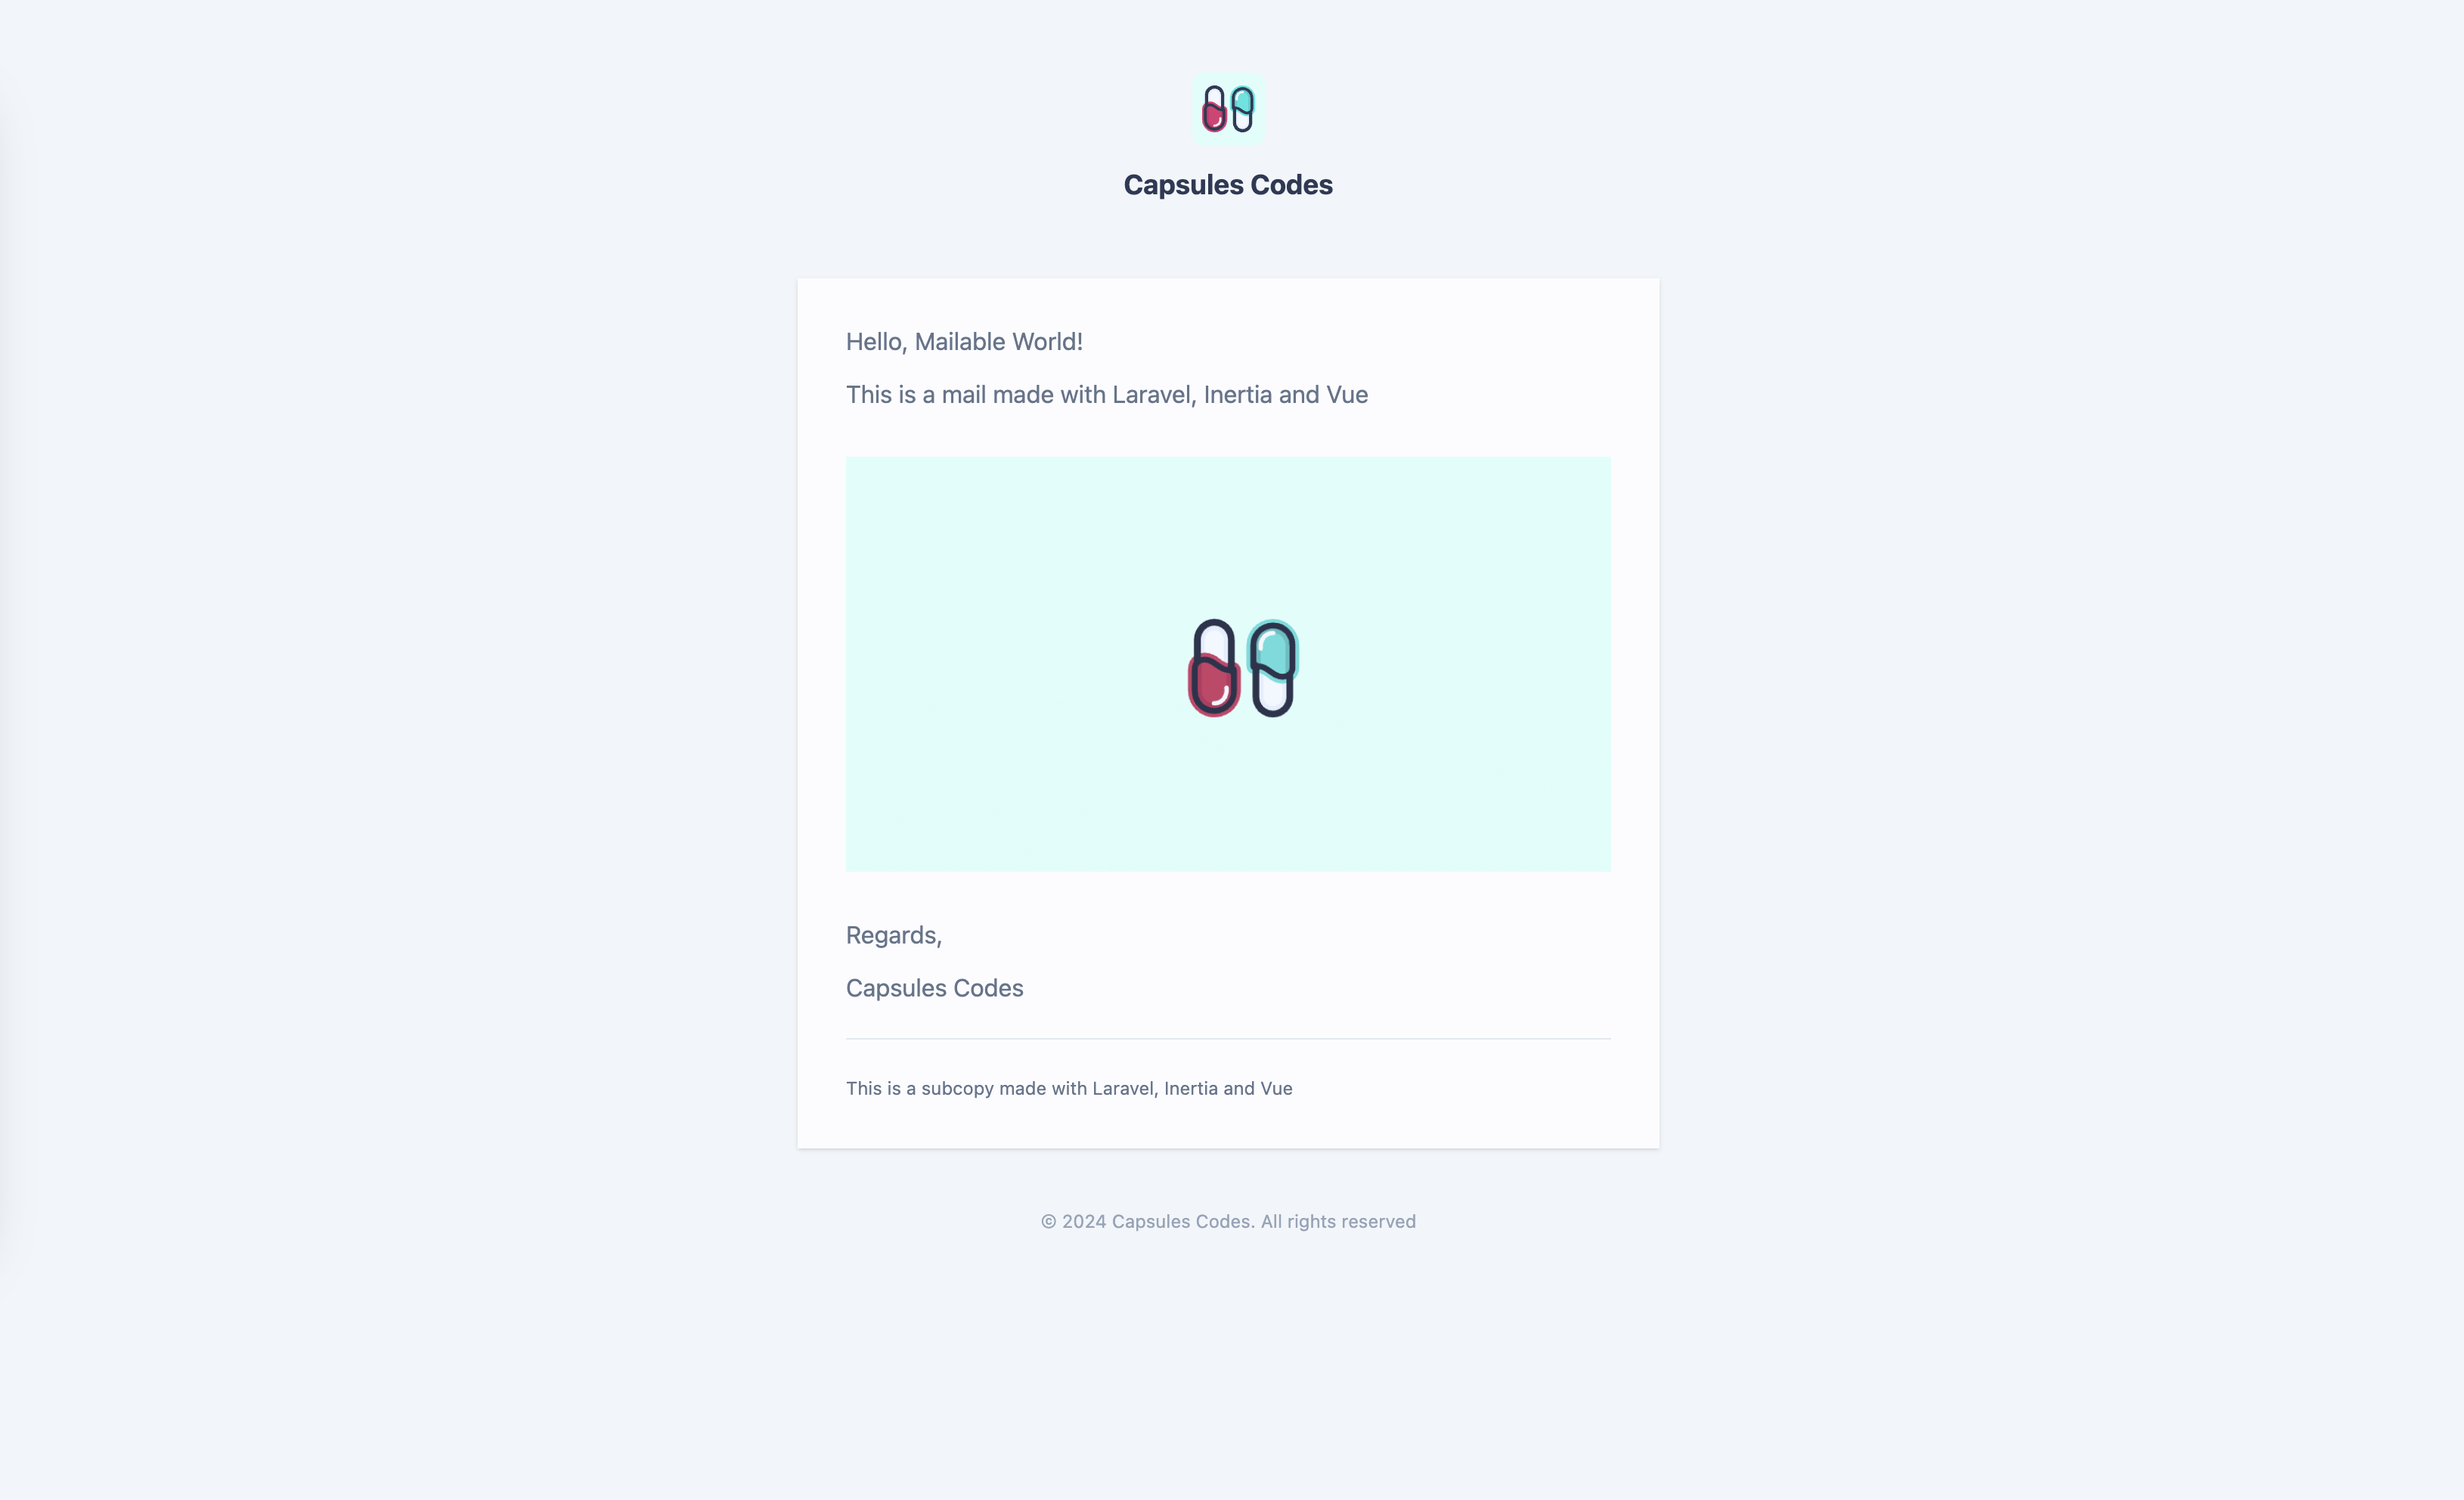 Capsules Codes
Hello, Mailable World!
This is a mail made with Laravel, Inertia and Vue
Regards,
Capsules Codes
This is a subcopy made with Laravel, Inertia and Vue
© 2024 Capsules Codes. All rights reserved